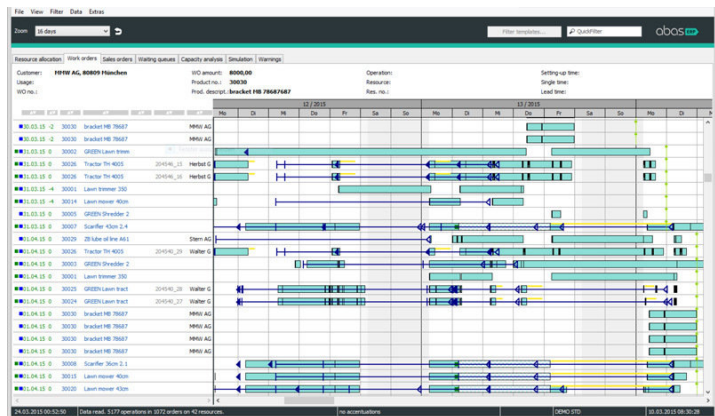 File View Filter Data Extras
Zoom 16 days Filter templates... QuickFilter abas ERP
Resource allocation Work orders Sales orders Waiting queues Capacity analysis Simulation Warnings
Customer: MMW AG, 80809 München WO amount: 8000,00 Operation: Setting-up time:
Usage: Product no.: 30030 Resource: Single time:
WO no.: Prod. descript.: bracket MB 78687687 Res. no.: Lead time:
12 / 2015 13 / 2015
Mo Di Mi Do Fr Sa So Mo Di Mi Do Fr Sa So Mo Di M
30.03.15 -2 30030 bracket MB 78687 MMW AG
30.03.15 -2 30030 bracket MB 78687 MMW AG
31.03.15 0 30002 GREEN Lawn trimm
31.03.15 0 30026 Tractor TH 4005 204540_15 Herbst G
31.03.15 0 30026 Tractor TH 4005 204540_16 Herbst G
31.03.15 -4 30001 Lawn trimmer 350
31.03.15 -4 30014 Lawn mower 40cm
31.03.15 0 30005 GREEN Shredder 2
31.03.15 0 30007 Scarifier 43cm 2.4
01.04.15 0 30029 ZB lube oil line A61 Stern AG
01.04.15 0 30026 Tractor TH 4005 204540_29 Walter G
01.04.15 0 30003 GREEN Shredder 2
01.04.15 0 30001 Lawn trimmer 350
01.04.15 0 30025 GREEN Lawn tract 204540_28 Walter G
01.04.15 0 30024 GREEN Lawn tract 204540_27 Walter G
01.04.15 0 30030 bracket MB 78687 MMW AG
01.04.15 0 30030 bracket MB 78687 MMW AG
01.04.15 0 30030 bracket MB 78687 MMW AG
01.04.15 0 30030 bracket MB 78687 MMW AG
01.04.15 0 30008 Scarifier 36cm 2.1
01.04.15 0 30013 Lawn mower 40cm
01.04.15 0 30020 Lawn mower 43cm
24.03.2015 00:52:50 Data read. 5177 operations in 1072 orders on 42 resources. no accentuations DEMO STD 10.03.2015 08:30:28